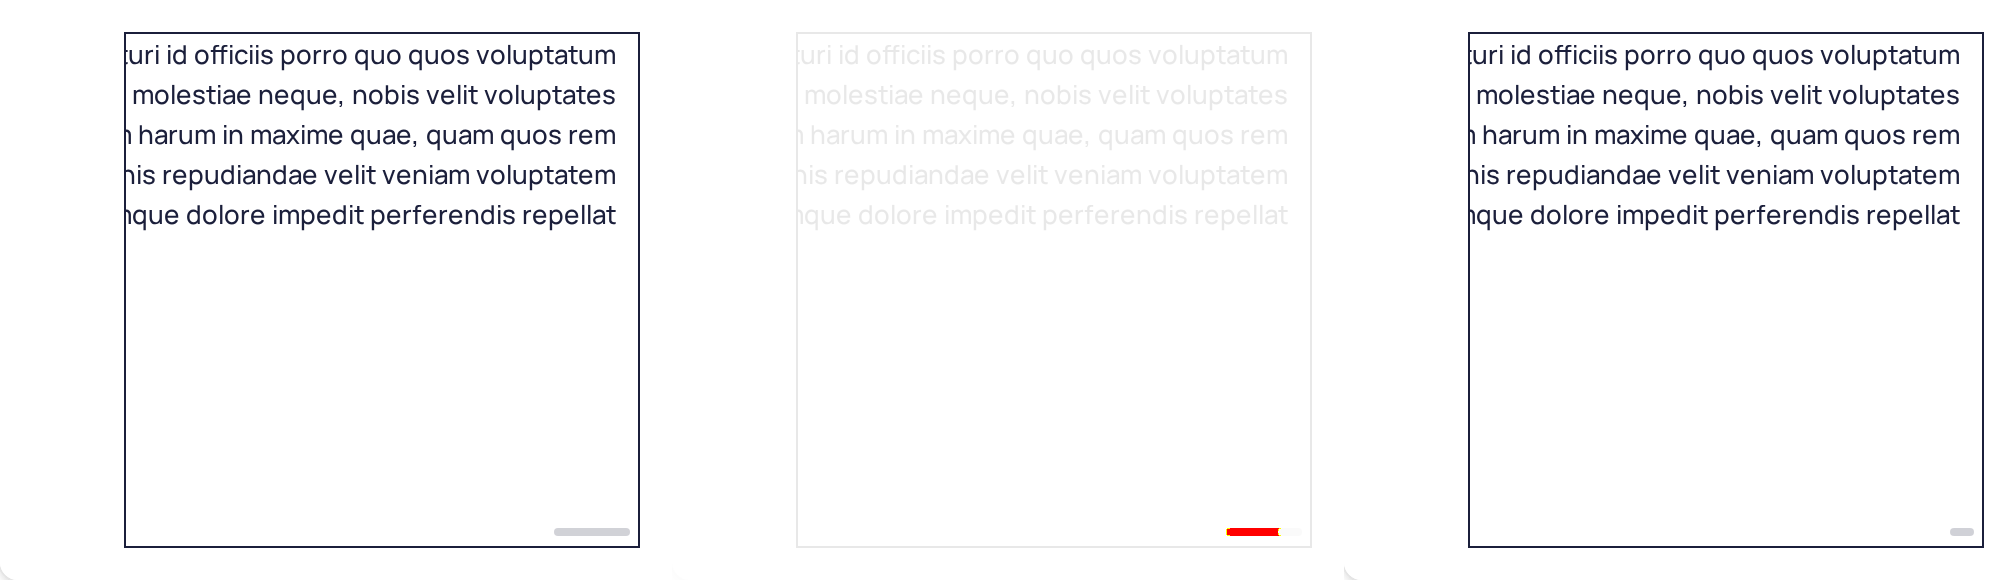 turi id officiis porro quo quos voluptatum
molestiae neque, nobis velit voluptates
harum in maxime quae, quam quos rem
nis repudiandae velit veniam voluptatem
nque dolore impedit perferendis repellat
turi id officiis porro quo quos voluptatum
molestiae neque, nobis velit voluptates
harum in maxime quae, quam quos rem
nis repudiandae velit veniam voluptatem
nque dolore impedit perferendis repellat
turi id officiis porro quo quos voluptatum
molestiae neque, nobis velit voluptates
harum in maxime quae, quam quos rem
nis repudiandae velit veniam voluptatem
nque dolore impedit perferendis repellat